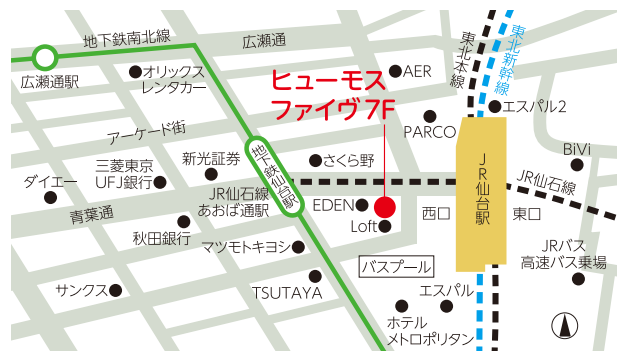 地下鉄南北線
広瀬通
広瀬通駅
オリックス
レンタカー
ヒューモス
ファイヴ7F
AER
東北本線
東北新幹線
エスパル2
PARCO
アーケード街
地下鉄仙台駅
さくら野
JR仙台駅
BiVi
三菱東京
UFJ銀行
新光証券
ダイエー
JR仙石線
あおば通駅
JR仙石線
EDEN
西口
東口
青葉通
Loft
秋田銀行
マツモトキヨシ
JRバス
高速バス乗場
バスプール
サンクス
TSUTAYA
エスパル
ホテル
メトロポリタン